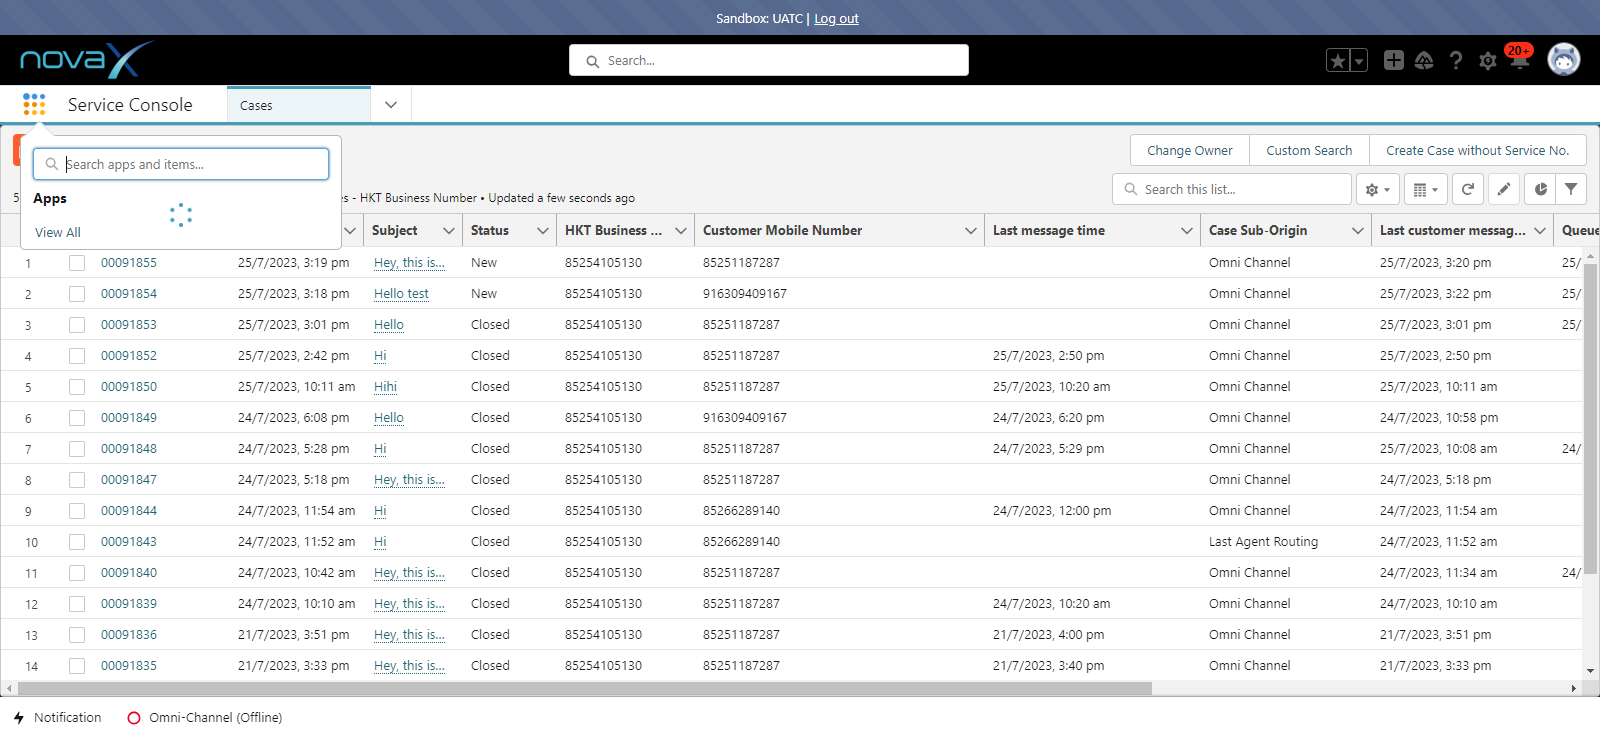 Sandbox: UATC | Log out
novaX
Search...
20+
Service Console
Cases
Search apps and items...
Apps
View All
Change Owner
Custom Search
Create Case without Service No.
s - HKT Business Number • Updated a few seconds ago
Search this list...
Subject Status HKT Business ... Customer Mobile Number Last message time Case Sub-Origin Last customer messag... Queue
1 00091855 25/7/2023, 3:19 pm Hey, this is... New 85254105130 85251187287 Omni Channel 25/7/2023, 3:20 pm 25/
2 00091854 25/7/2023, 3:18 pm Hello test New 85254105130 916309409167 Omni Channel 25/7/2023, 3:22 pm 25/
3 00091853 25/7/2023, 3:01 pm Hello Closed 85254105130 85251187287 Omni Channel 25/7/2023, 3:01 pm 25/
4 00091852 25/7/2023, 2:42 pm Hi Closed 85254105130 85251187287 25/7/2023, 2:50 pm Omni Channel 25/7/2023, 2:50 pm
5 00091850 25/7/2023, 10:11 am Hihi Closed 85254105130 85251187287 25/7/2023, 10:20 am Omni Channel 25/7/2023, 10:11 am
6 00091849 24/7/2023, 6:08 pm Hello Closed 85254105130 916309409167 24/7/2023, 6:20 pm Omni Channel 24/7/2023, 10:58 pm
7 00091848 24/7/2023, 5:28 pm Hi Closed 85254105130 85251187287 24/7/2023, 5:29 pm Omni Channel 25/7/2023, 10:08 am 24/
8 00091847 24/7/2023, 5:18 pm Hey, this is... Closed 85254105130 85251187287 Omni Channel 24/7/2023, 5:18 pm
9 00091844 24/7/2023, 11:54 am Hi Closed 85254105130 85266289140 24/7/2023, 12:00 pm Omni Channel 24/7/2023, 11:54 am
10 00091843 24/7/2023, 11:52 am Hi Closed 85254105130 85266289140 Last Agent Routing 24/7/2023, 11:52 am
11 00091840 24/7/2023, 10:42 am Hey, this is... Closed 85254105130 85251187287 Omni Channel 24/7/2023, 11:34 am 24/
12 00091839 24/7/2023, 10:10 am Hey, this is... Closed 85254105130 85251187287 24/7/2023, 10:20 am Omni Channel 24/7/2023, 10:10 am
13 00091836 21/7/2023, 3:51 pm Hey, this is... Closed 85254105130 85251187287 21/7/2023, 4:00 pm Omni Channel 21/7/2023, 3:51 pm
14 00091835 21/7/2023, 3:33 pm Hey, this is... Closed 85254105130 85251187287 21/7/2023, 3:40 pm Omni Channel 21/7/2023, 3:33 pm
Notification
Omni-Channel (Offline)